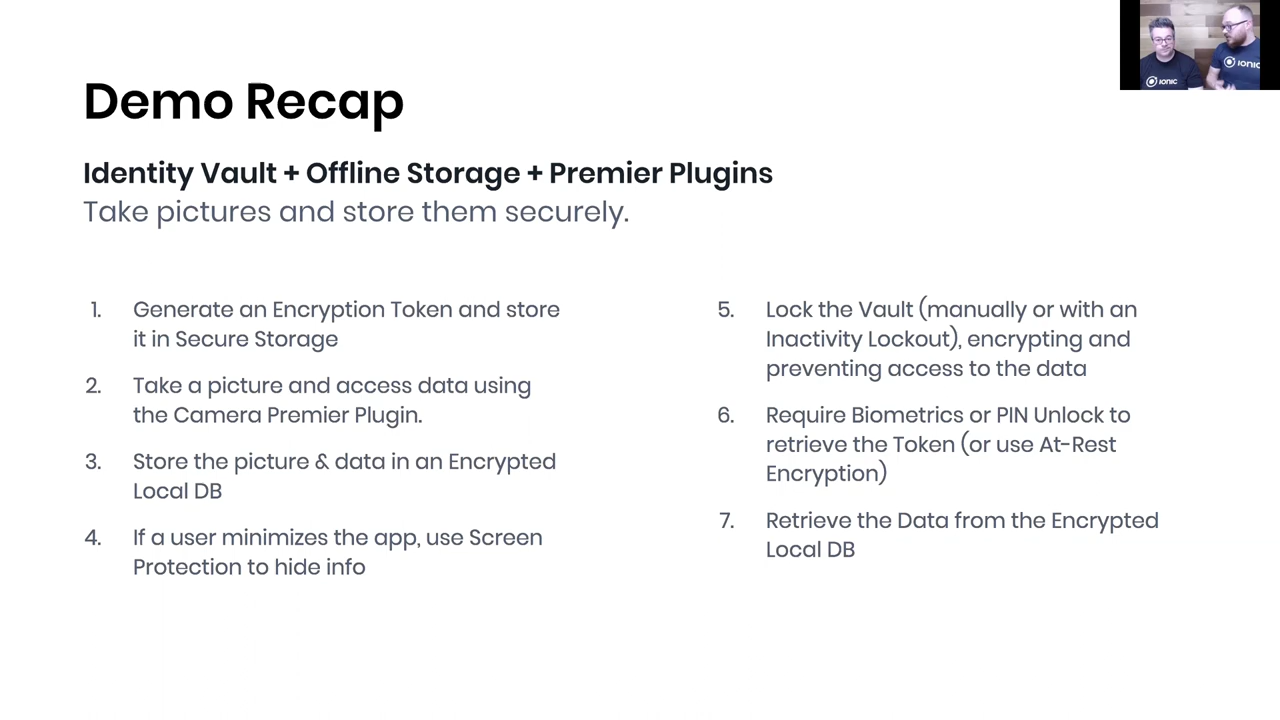 Demo Recap
Identity Vault + Offline Storage + Premier Plugins
Take pictures and store them securely.
1. Generate an Encryption Token and store
it in Secure Storage
2. Take a picture and access data using
the Camera Premier Plugin.
3. Store the picture & data in an Encrypted
Local DB
4. If a user minimizes the app, use Screen
Protection to hide info
5. Lock the Vault (manually or with an
Inactivity Lockout), encrypting and
preventing access to the data
6. Require Biometrics or PIN Unlock to
retrieve the Token (or use At-Rest
Encryption)
7. Retrieve the Data from the Encrypted
Local DB
IONIC
IONIC